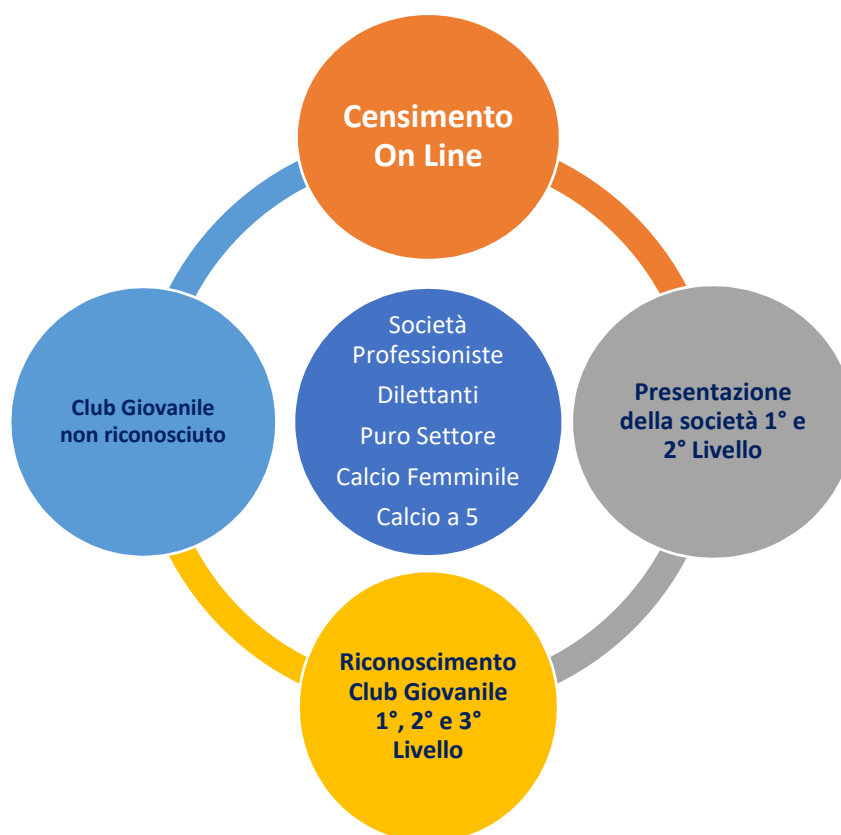 Censimento
On Line
Club Giovanile
non riconosciuto
Società
Professioniste
Dilettanti
Puro Settore
Calcio Femminile
Calcio a 5
Presentazione
della società 1° e
2° Livello
Riconoscimento
Club Giovanile
1°, 2° e 3°
Livello